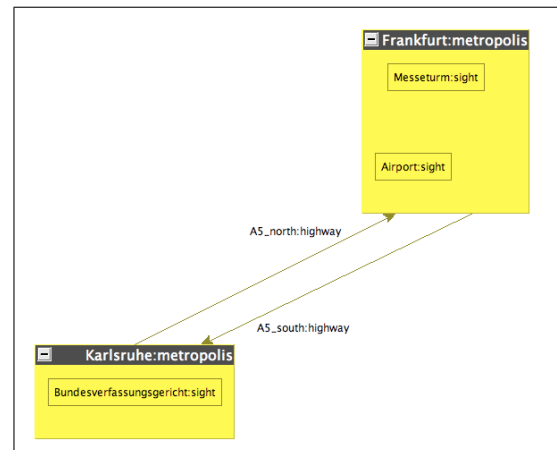 Frankfurt:metropolis
Messeturm:sight
Airport:sight
A5_north:highway
A5_south:highway
Karlsruhe:metropolis
Bundesverfassungsgericht:sight